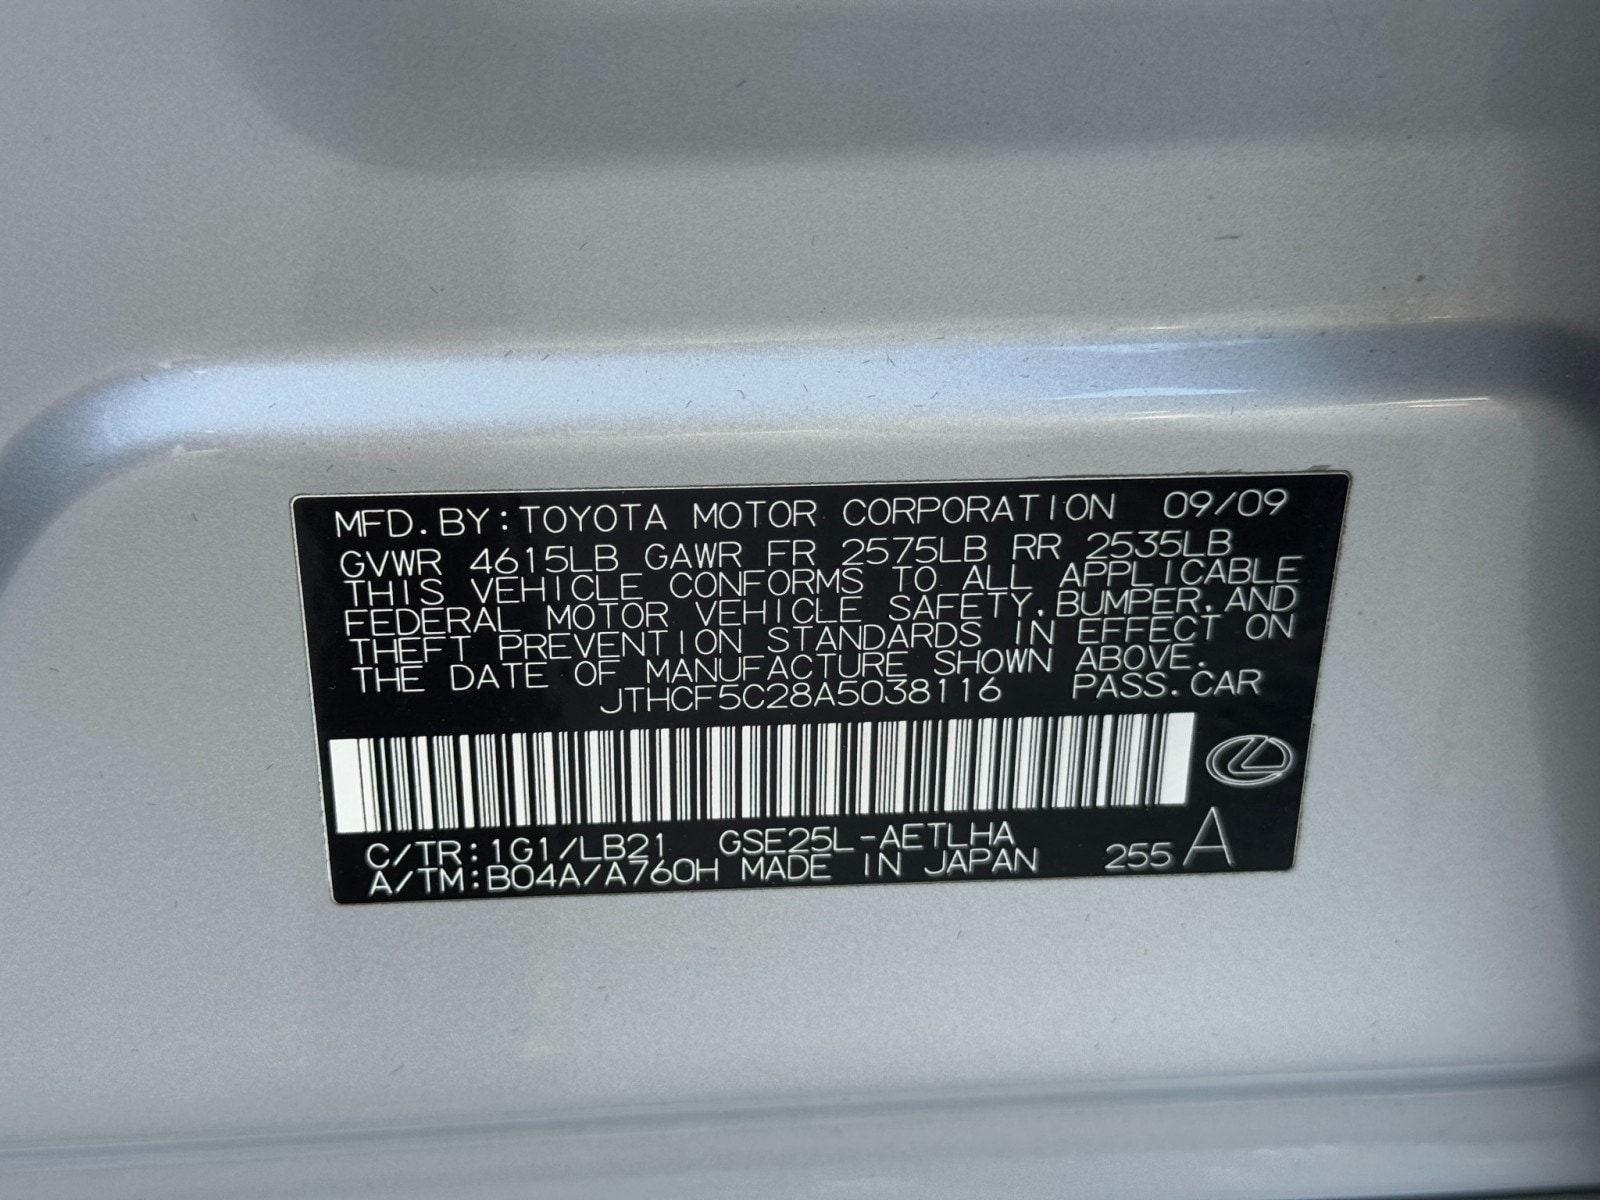 MFD. BY: TOYOTA MOTOR CORPORATION 09/09
GVWR 4615LB GAWR FR 2575LB RR 2535LB
THIS VEHICLE CONFORMS TO ALL APPLICABLE
FEDERAL MOTOR VEHICLE SAFETY, BUMPER, AND
THEFT PREVENTION STANDARDS IN EFFECT ON
THE DATE OF MANUFACTURE SHOWN ABOVE.
JTHCF5C28A5038116 PASS. CAR
C/TR: 1G1/LB21 GSE25L-AETLHA
A/TM: B04A/A760H MADE IN JAPAN 255 A